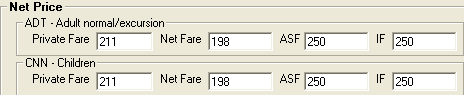 Net Price
ADT - Adult normal/excursion
Private Fare 211 Net Fare 198 ASF 250 IF 250
CNN - Children
Private Fare 211 Net Fare 198 ASF 250 IF 250